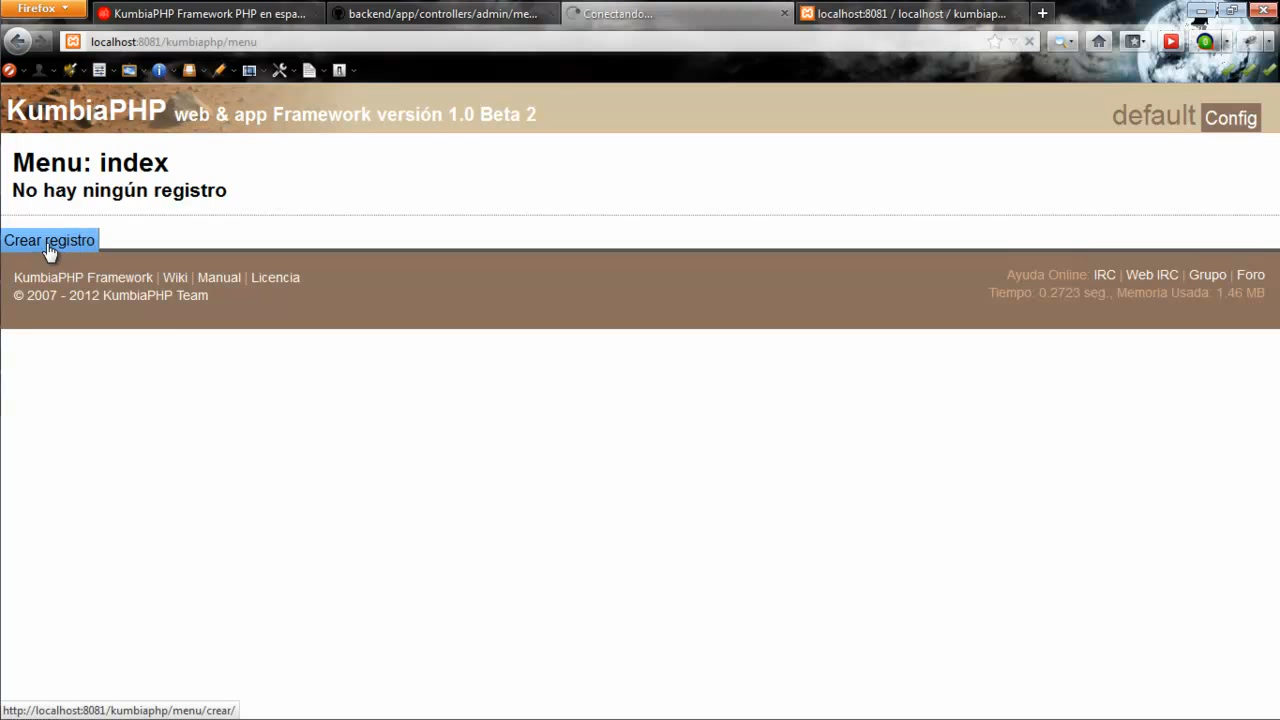 Firefox
KumbiaPHP Framework PHP en espa...
backend/app/controllers/admin/me...
Conectando...
localhost:8081 / localhost / kumbiap...
localhost:8081/kumbiaphp/menu
KumbiaPHP web & app Framework versión 1.0 Beta 2
default Config
Menu: index
No hay ningún registro
Crear registro
KumbiaPHP Framework | Wiki | Manual | Licencia
© 2007 - 2012 KumbiaPHP Team
Ayuda Online: IRC | Web IRC | Grupo | Foro
Tiempo: 0.2723 seg., Memoria Usada: 1.46 MB
http://localhost:8081/kumbiaphp/menu/crear/